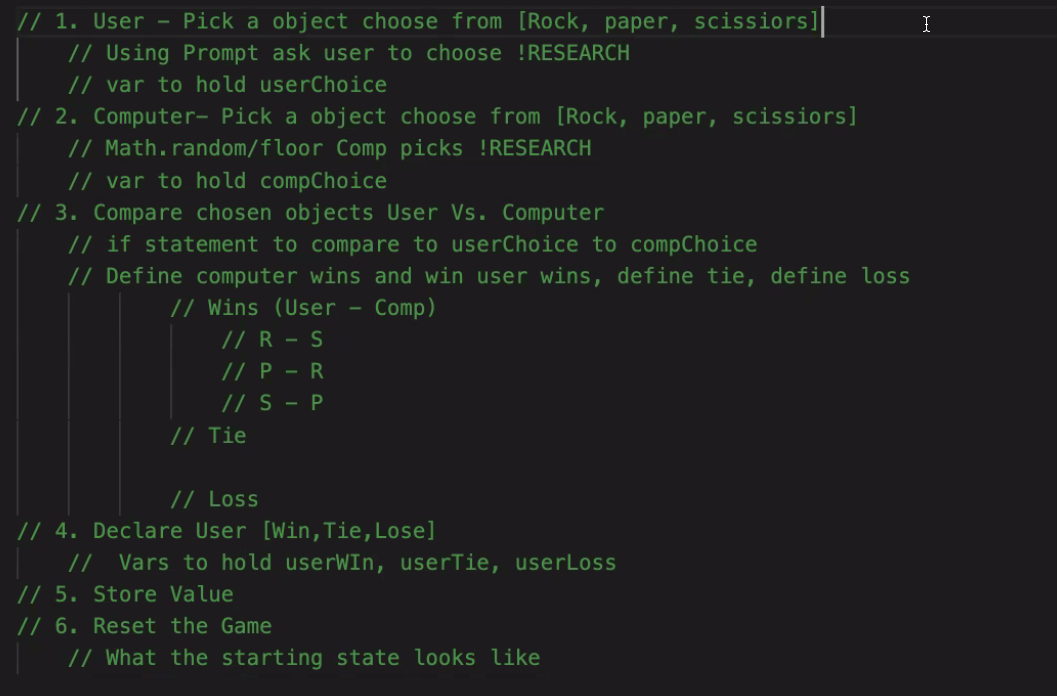 // 1. User – Pick a object choose from [Rock, paper, scissiors]
// Using Prompt ask user to choose !RESEARCH
// var to hold userChoice
// 2. Computer– Pick a object choose from [Rock, paper, scissiors]
// Math.random/floor Comp picks !RESEARCH
// var to hold compChoice
// 3. Compare chosen objects User Vs. Computer
// if statement to compare to userChoice to compChoice
// Define computer wins and win user wins, define tie, define loss
// Wins (User – Comp)
// R – S
// P – R
// S – P
// Tie
// Loss
// 4. Declare User [Win,Tie,Lose]
//  Vars to hold userWIn, userTie, userLoss
// 5. Store Value
// 6. Reset the Game
// What the starting state looks like